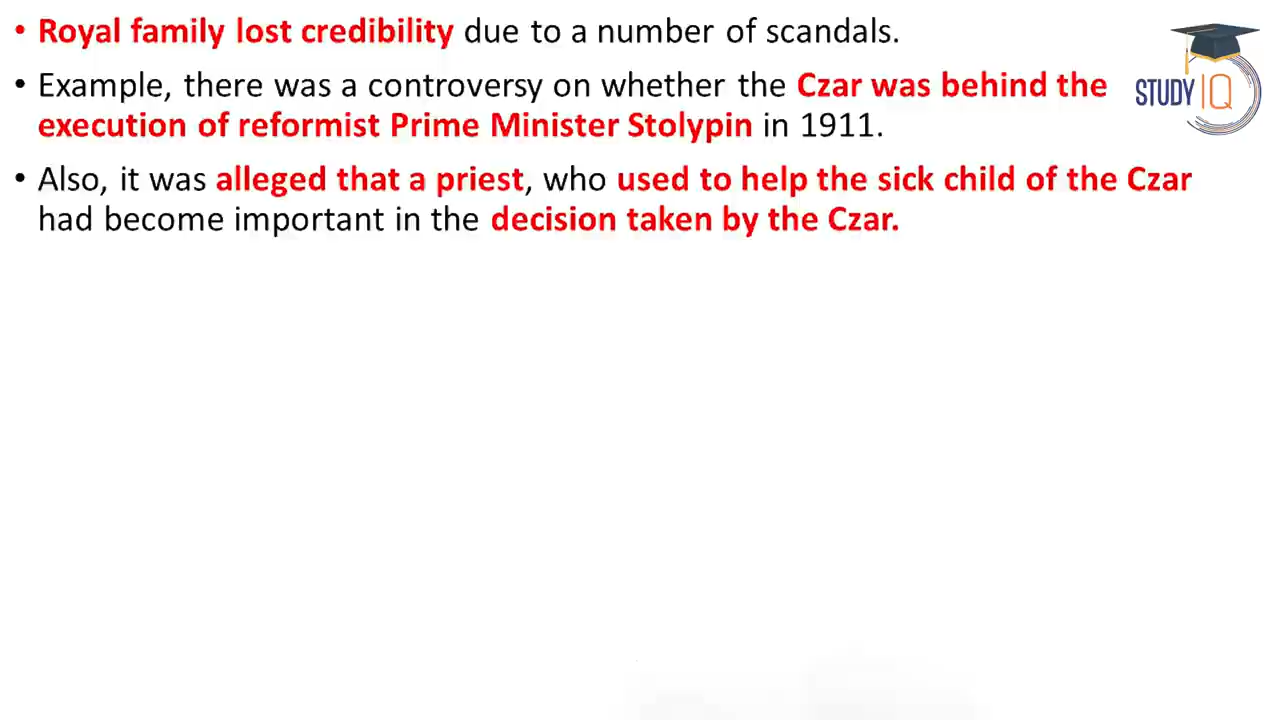 • Royal family lost credibility due to a number of scandals.
• Example, there was a controversy on whether the Czar was behind the
execution of reformist Prime Minister Stolypin in 1911.
• Also, it was alleged that a priest, who used to help the sick child of the Czar
had become important in the decision taken by the Czar.
STUDY IQ